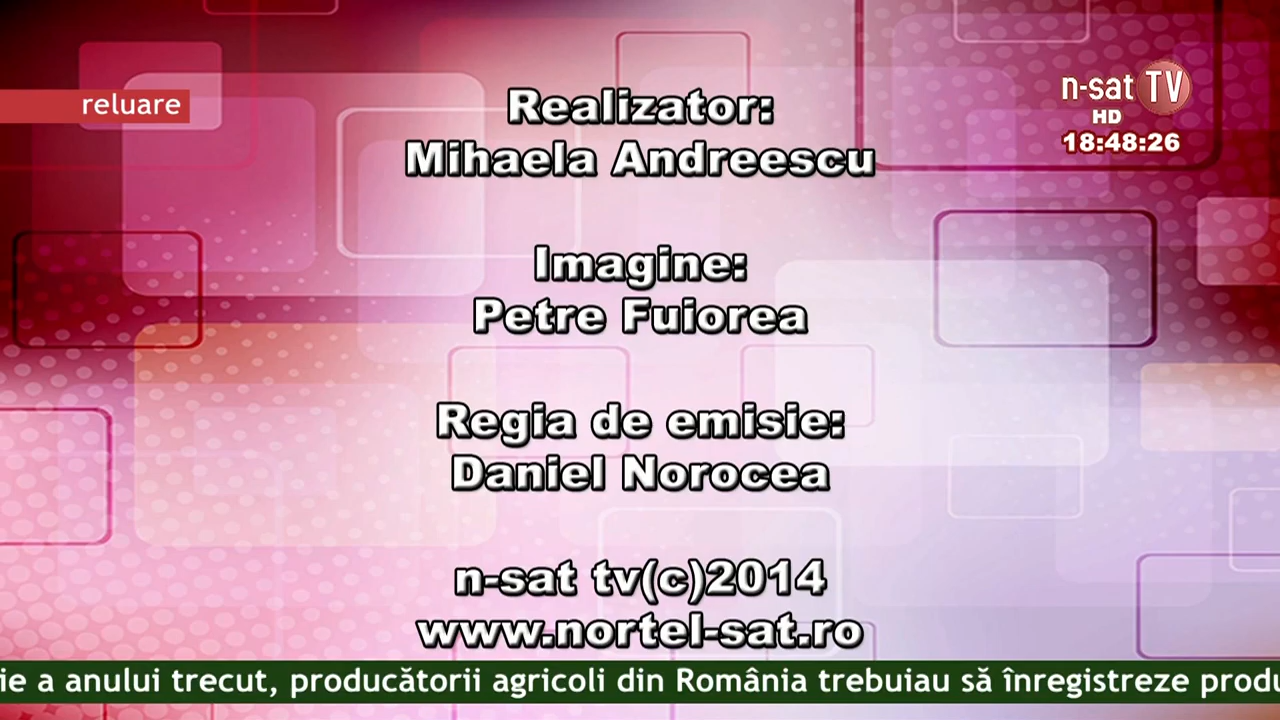 reluare
n-sat TV
HD
18:48:26
Realizator:
Mihaela Andreescu
Imagine:
Petre Fuiorea
Regia de emisie:
Daniel Norocea
n-sat tv(c)2014
www.nortel-sat.ro
a anului trecut, producătorii agricoli din România trebuiau să înregistreze